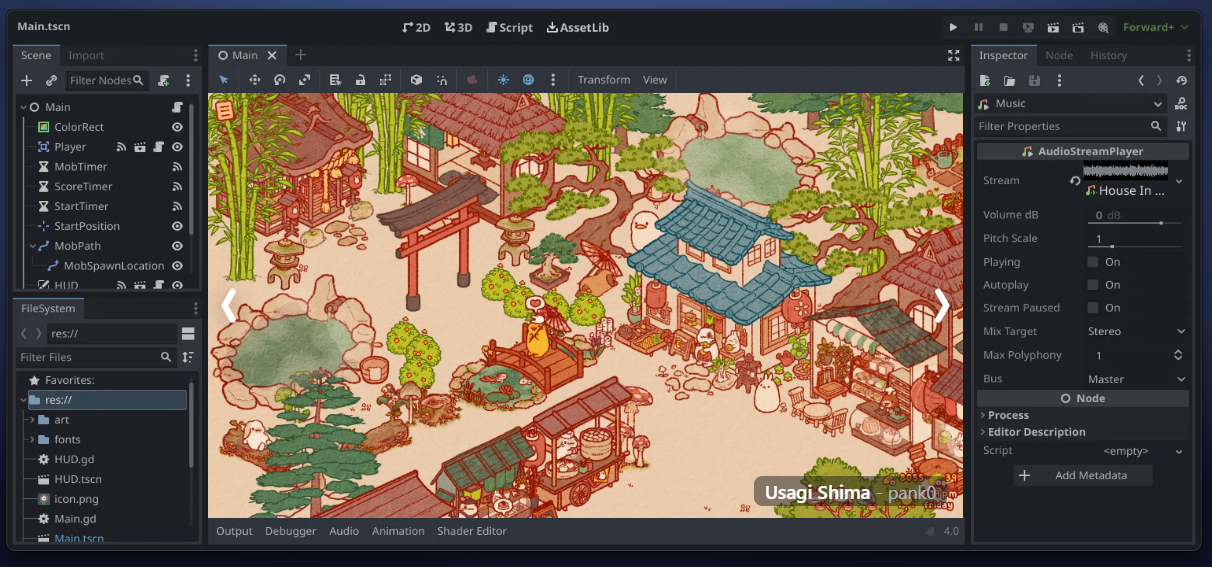 Main.tscn
2D 3D Script AssetLib
Forward+
Scene Import
Filter Nodes
Main
ColorRect
Player
MobTimer
ScoreTimer
StartTimer
StartPosition
MobPath
MobSpawnLocation
HUD
FileSystem
res://
Filter Files
Favorites:
res://
art
fonts
HUD.gd
HUD.tscn
icon.png
Main.gd
Main.tscn
Main
Transform View
Usagi Shima - pank0
friday
Output Debugger Audio Animation Shader Editor
4.0
Inspector Node History
Music
DOC
Filter Properties
AudioStreamPlayer
Stream
House In ...
Volume dB 0 dB
Pitch Scale 1
Playing On
Autoplay On
Stream Paused On
Mix Target Stereo
Max Polyphony 1
Bus Master
Node
Process
Editor Description
Script <empty>
Add Metadata